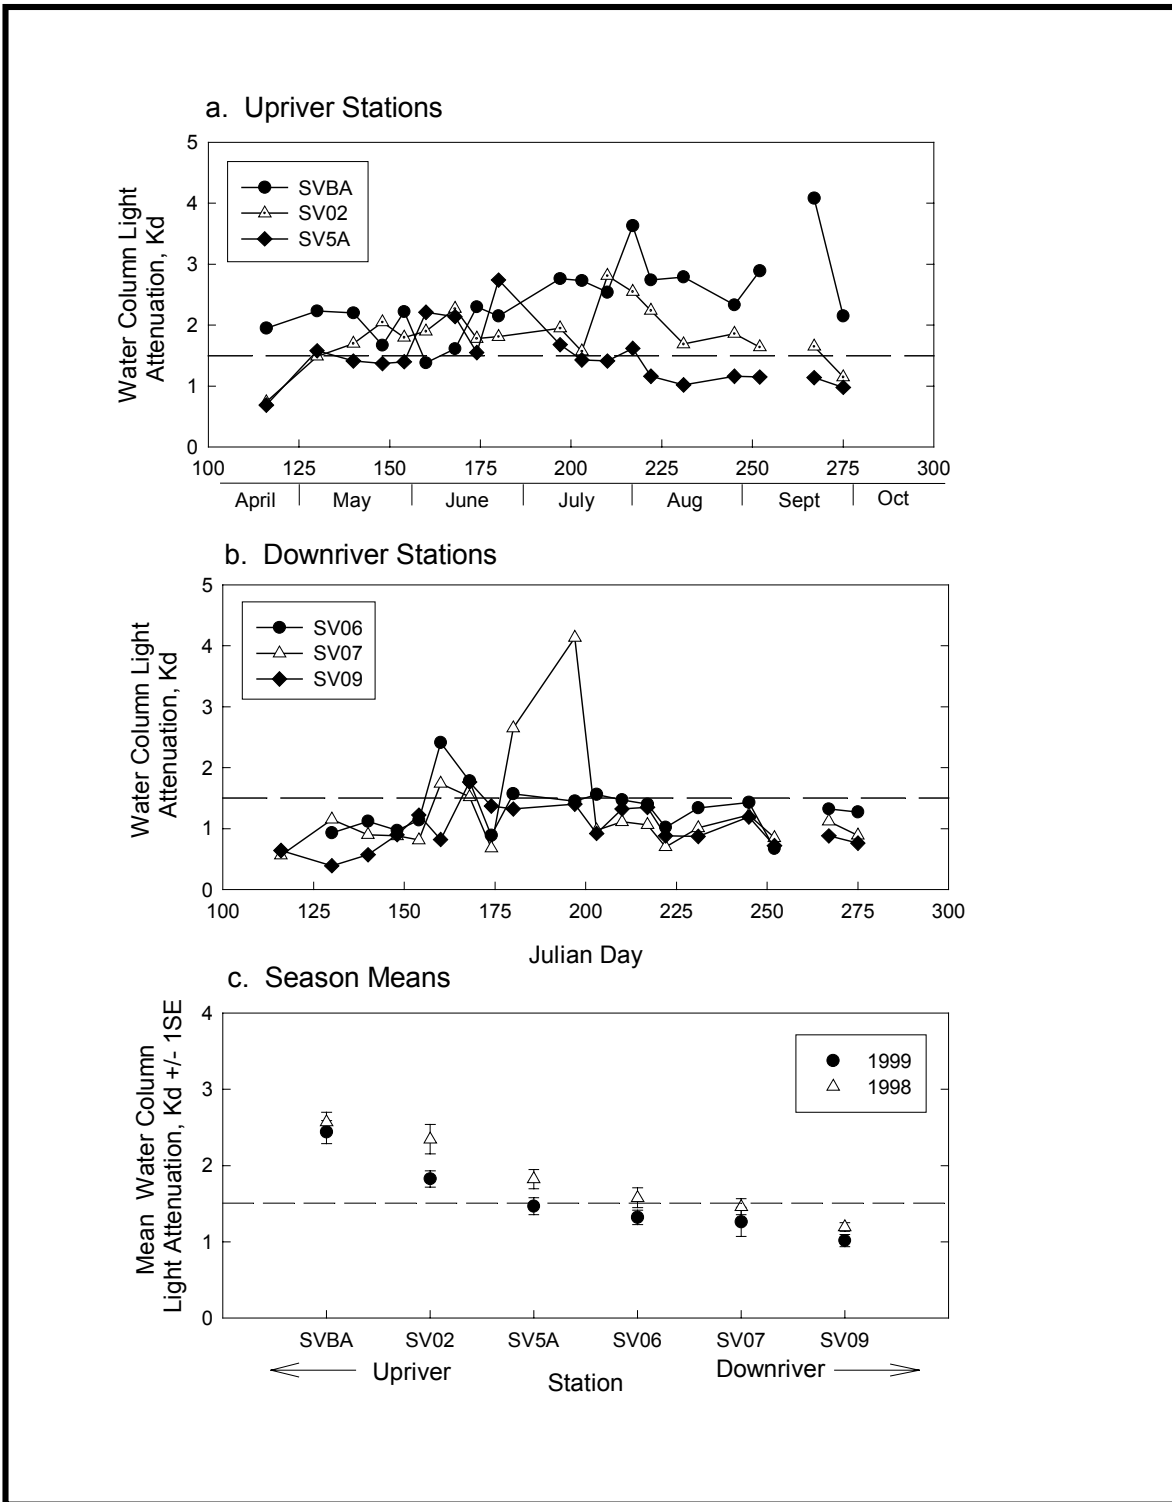 a. Upriver Stations
Water Column Light
Attenuation, Kd
5
4
3
2
1
0
SVBA
SV02
SV5A
100 125 150 175 200 225 250 275 300
April May June July Aug Sept Oct
b. Downriver Stations
Water Column Light
Attenuation, Kd
5
4
3
2
1
0
SV06
SV07
SV09
100 125 150 175 200 225 250 275 300
Julian Day
c. Season Means
Mean Water Column
Light Attenuation, Kd +/- 1SE
4
3
2
1
0
1999
1998
SVBA SV02 SV5A SV06 SV07 SV09
Upriver Station Downriver